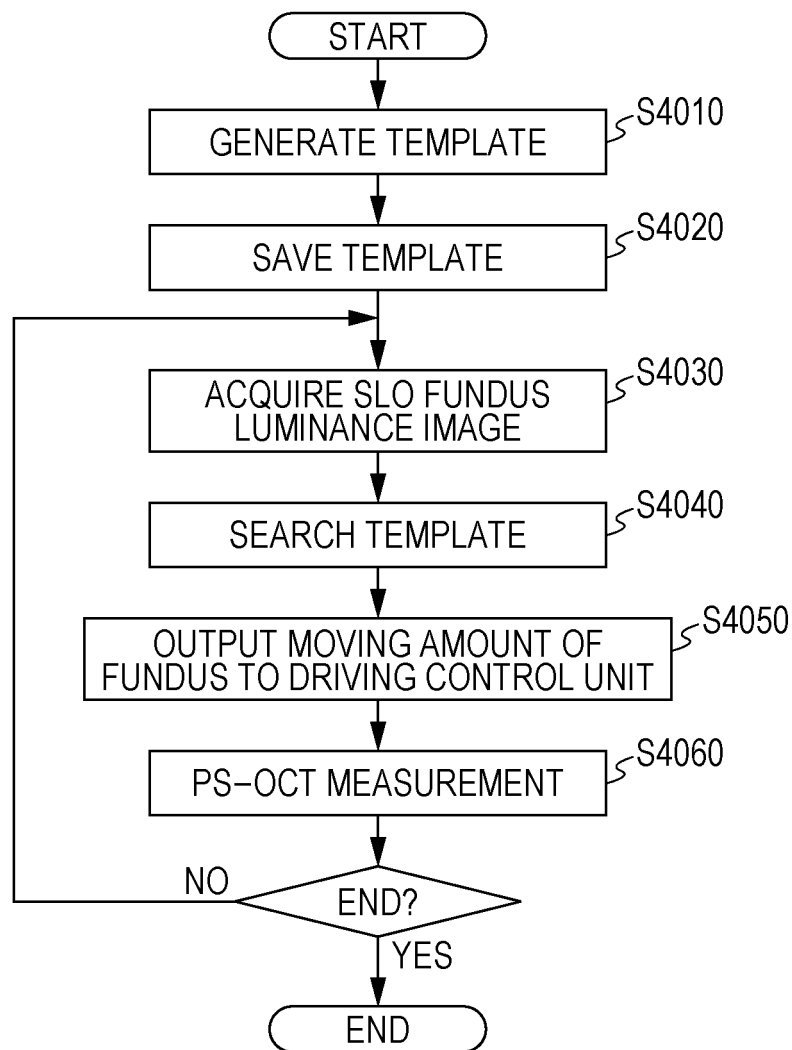 START
GENERATE TEMPLATE
S4010
SAVE TEMPLATE
S4020
ACQUIRE SLO FUNDUS
LUMINANCE IMAGE
S4030
SEARCH TEMPLATE
S4040
OUTPUT MOVING AMOUNT OF
FUNDUS TO DRIVING CONTROL UNIT
S4050
PS-OCT MEASUREMENT
S4060
NO
END?
YES
END